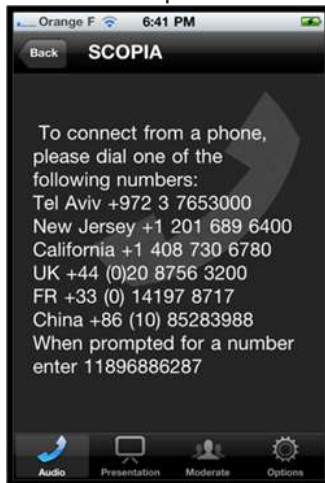 Orange F 6:41 PM
Back SCOPIA
To connect from a phone,
please dial one of the
following numbers:
Tel Aviv +972 3 7653000
New Jersey +1 201 689 6400
California +1 408 730 6780
UK +44 (0)20 8756 3200
FR +33 (0) 14197 8717
China +86 (10) 85283988
When prompted for a number
enter 11896886287
Audio Presentation Moderate Options